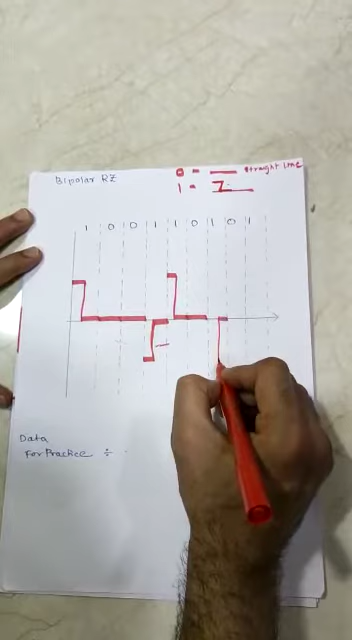 Bipolar RZ
0 = — straight line
1 =
1 0 0 1 1 0 1 0 1
Data
For Practice ÷